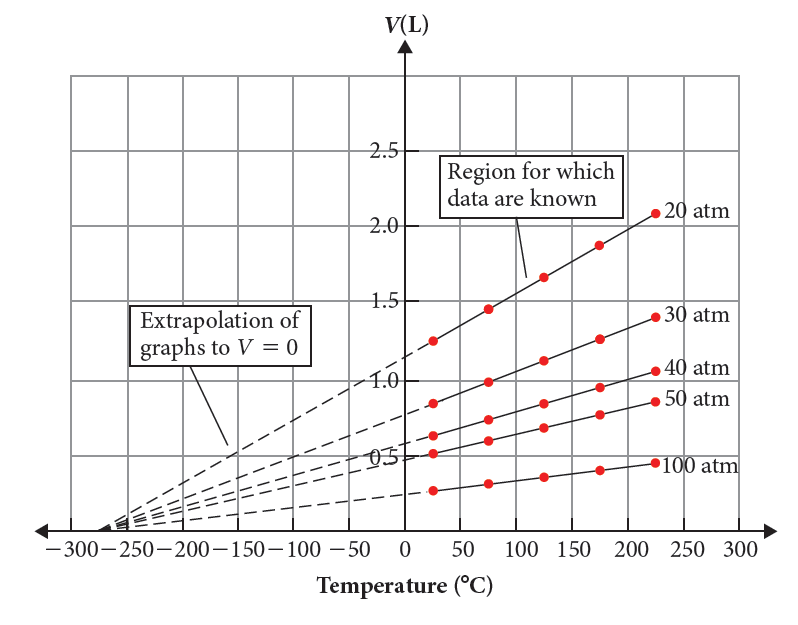 V(L)
2.5
Region for which
data are known
2.0
20 atm
1.5
Extrapolation of
graphs to V = 0
30 atm
1.0
40 atm
50 atm
0.5
100 atm
−300 −250 −200 −150 −100 −50 0 50 100 150 200 250 300
Temperature (°C)